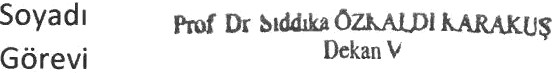 Soyadı Prof Dr Sıddıka ÖZKALDI KARAKUŞ
Görevi Dekan V